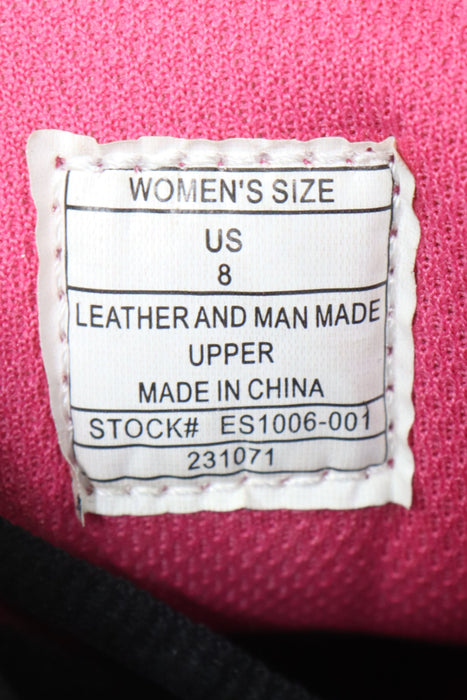 WOMEN'S SIZE
US
8
LEATHER AND MAN MADE
UPPER
MADE IN CHINA
STOCK# ES1006-001
231071